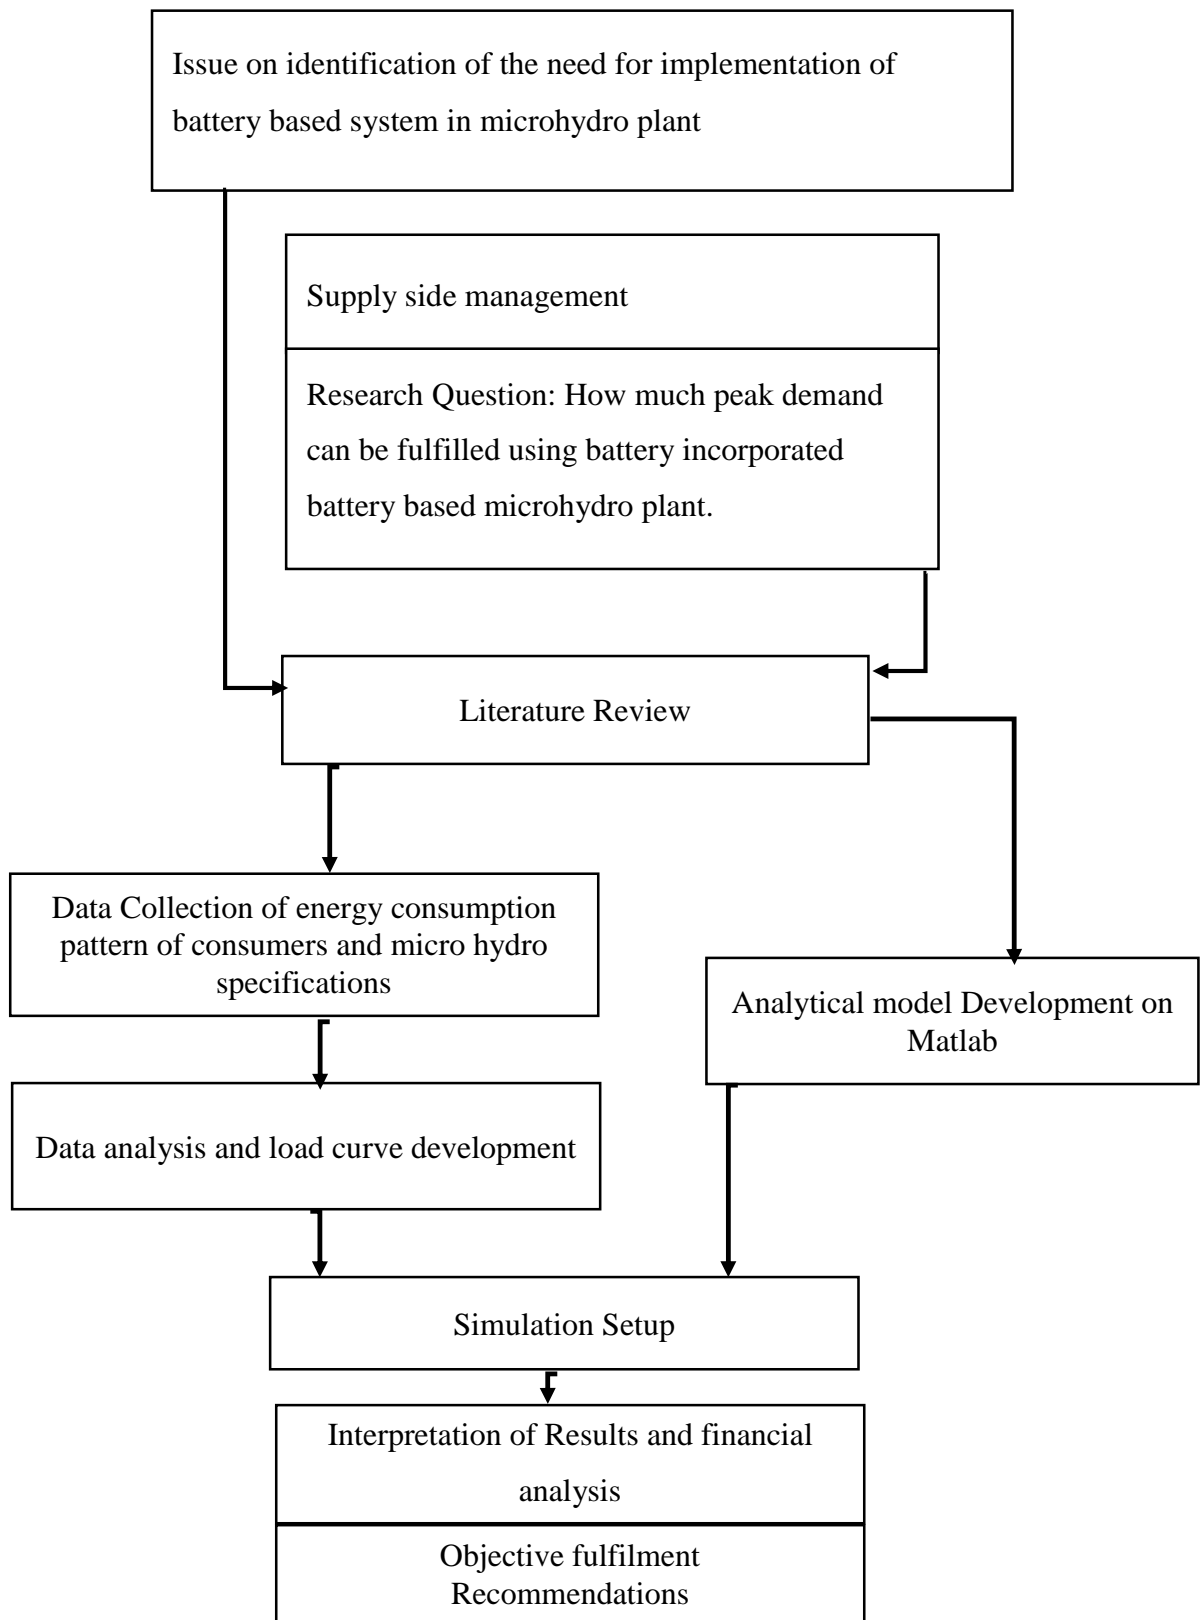 Issue on identification of the need for implementation of
battery based system in microhydro plant
Supply side management
Research Question: How much peak demand
can be fulfilled using battery incorporated
battery based microhydro plant.
Literature Review
Data Collection of energy consumption
pattern of consumers and micro hydro
specifications
Analytical model Development on
Matlab
Data analysis and load curve development
Simulation Setup
Interpretation of Results and financial
analysis
Objective fulfilment
Recommendations